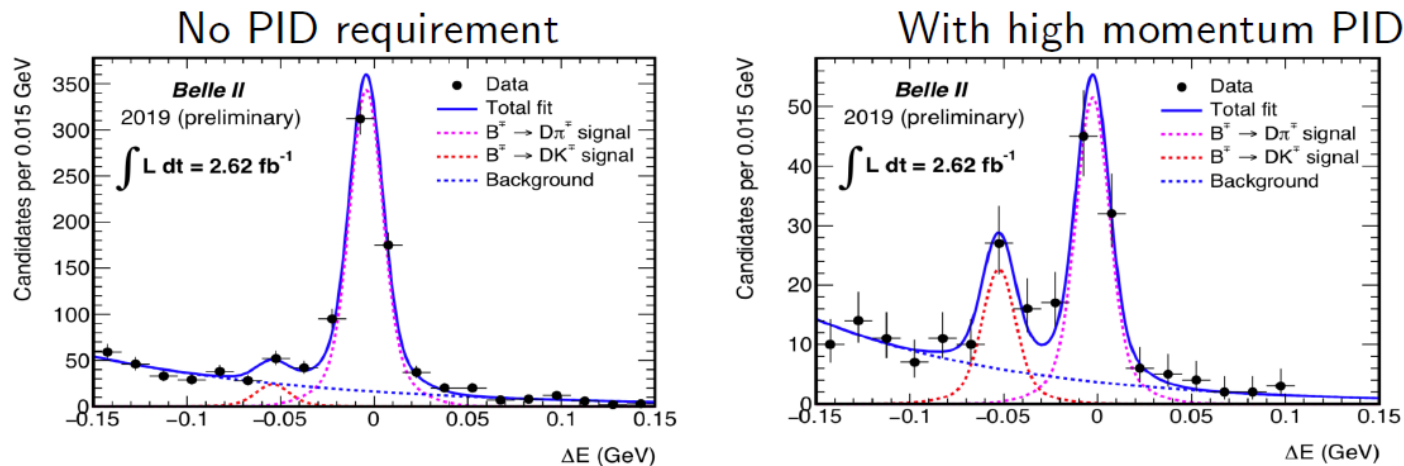 No PID requirement
Candidates per 0.015 GeV
350
300
250
200
150
100
50
0
Belle II
2019 (preliminary)
∫ L dt = 2.62 fb⁻¹
Data
Total fit
B∓ → Dπ∓ signal
B∓ → DK∓ signal
Background
−0.15 −0.1 −0.05 0 0.05 0.1 0.15
ΔE (GeV)
With high momentum PID
Candidates per 0.015 GeV
50
40
30
20
10
0
Belle II
2019 (preliminary)
∫ L dt = 2.62 fb⁻¹
Data
Total fit
B∓ → Dπ∓ signal
B∓ → DK∓ signal
Background
−0.15 −0.1 −0.05 0 0.05 0.1 0.15
ΔE (GeV)